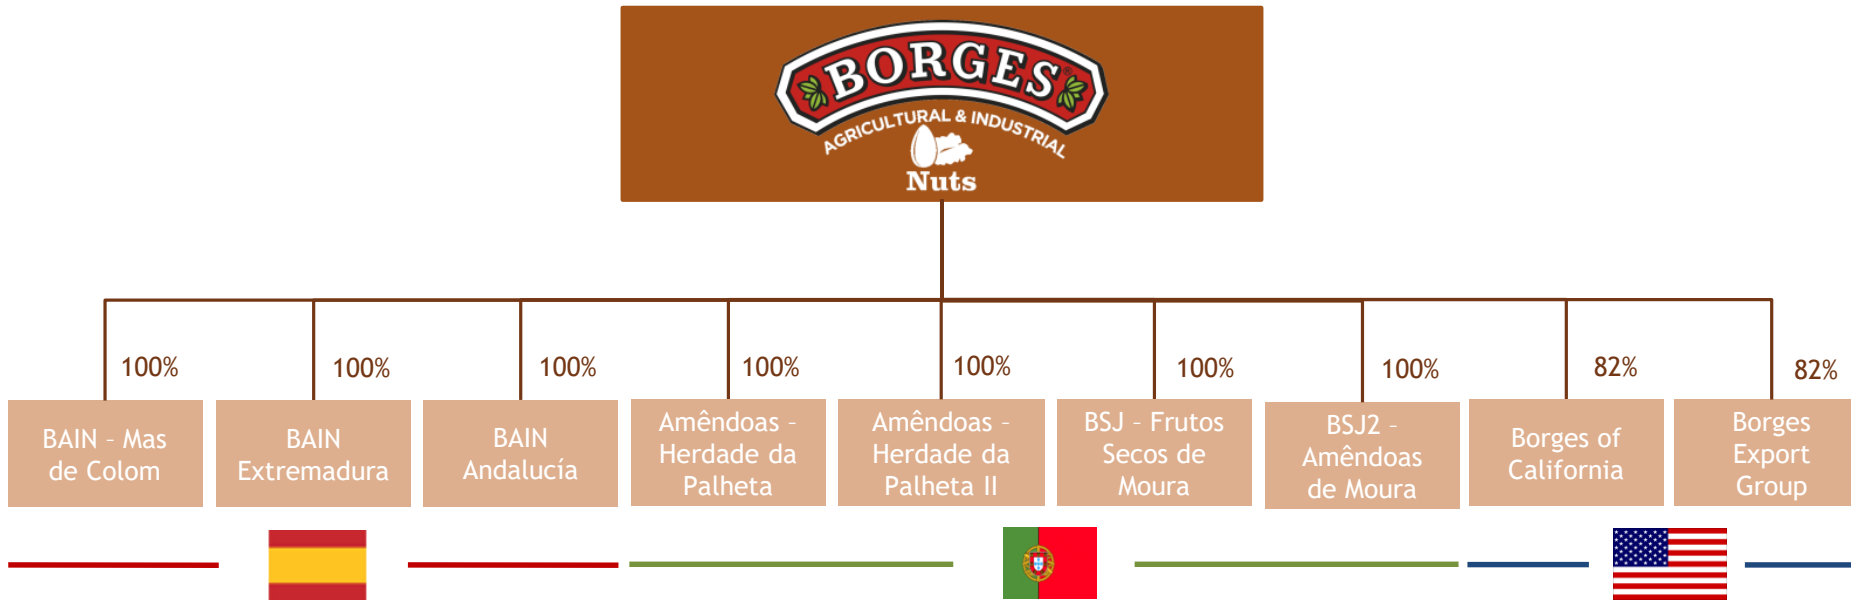 BORGES®
AGRICULTURAL & INDUSTRIAL
Nuts
100%
100%
100%
100%
100%
100%
100%
82%
82%
BAIN – Mas
de Colom
BAIN
Extremadura
BAIN
Andalucía
Amêndoas –
Herdade da
Palheta
Amêndoas –
Herdade da
Palheta II
BSJ – Frutos
Secos de
Moura
BSJ2 –
Amêndoas
de Moura
Borges of
California
Borges
Export
Group